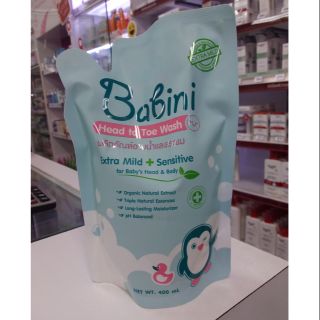 Babini
Head to Toe Wash
Extra Mild + Sensitive
for Baby's Head & Body
• Organic Natural Extract
• Triple Natural Essences
• Long-Lasting Moisturizer
• pH Balanced
NET WT. 400 mL